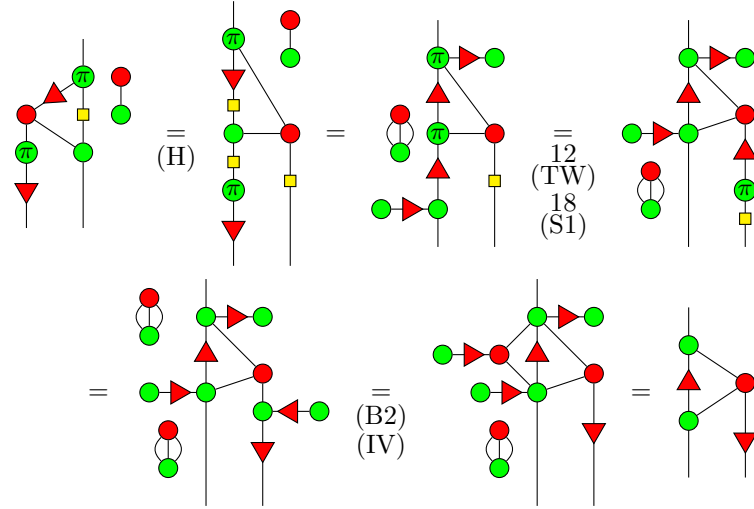 π
π
=
(H)
π
π
=
π
π
=
12
(TW)
18
(S1)
π
=
=
(B2)
(IV)
=